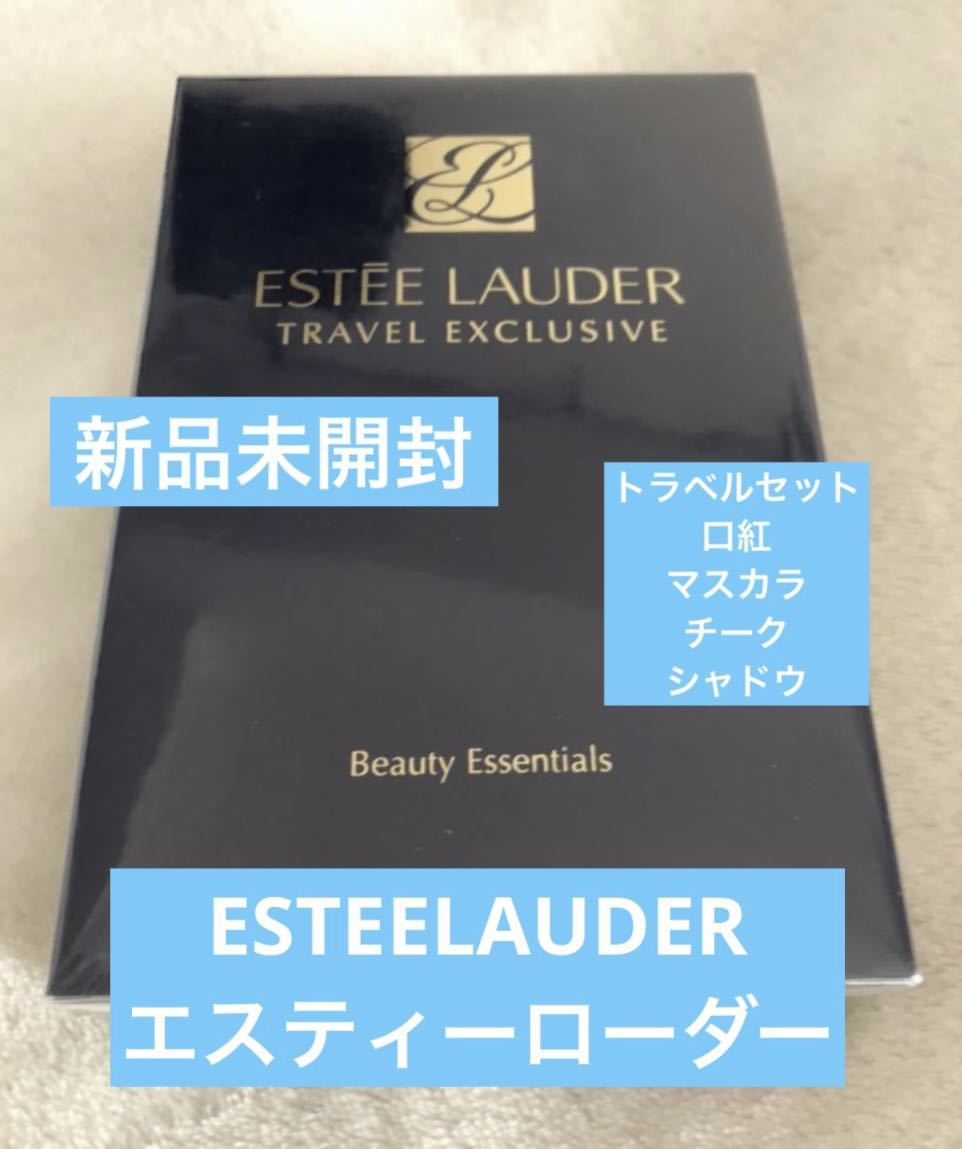 ESTĒE LAUDER
TRAVEL EXCLUSIVE
新品未開封
トラベルセット
口紅
マスカラ
チーク
シャドウ
Beauty Essentials
ESTEELAUDER
エスティーローダー